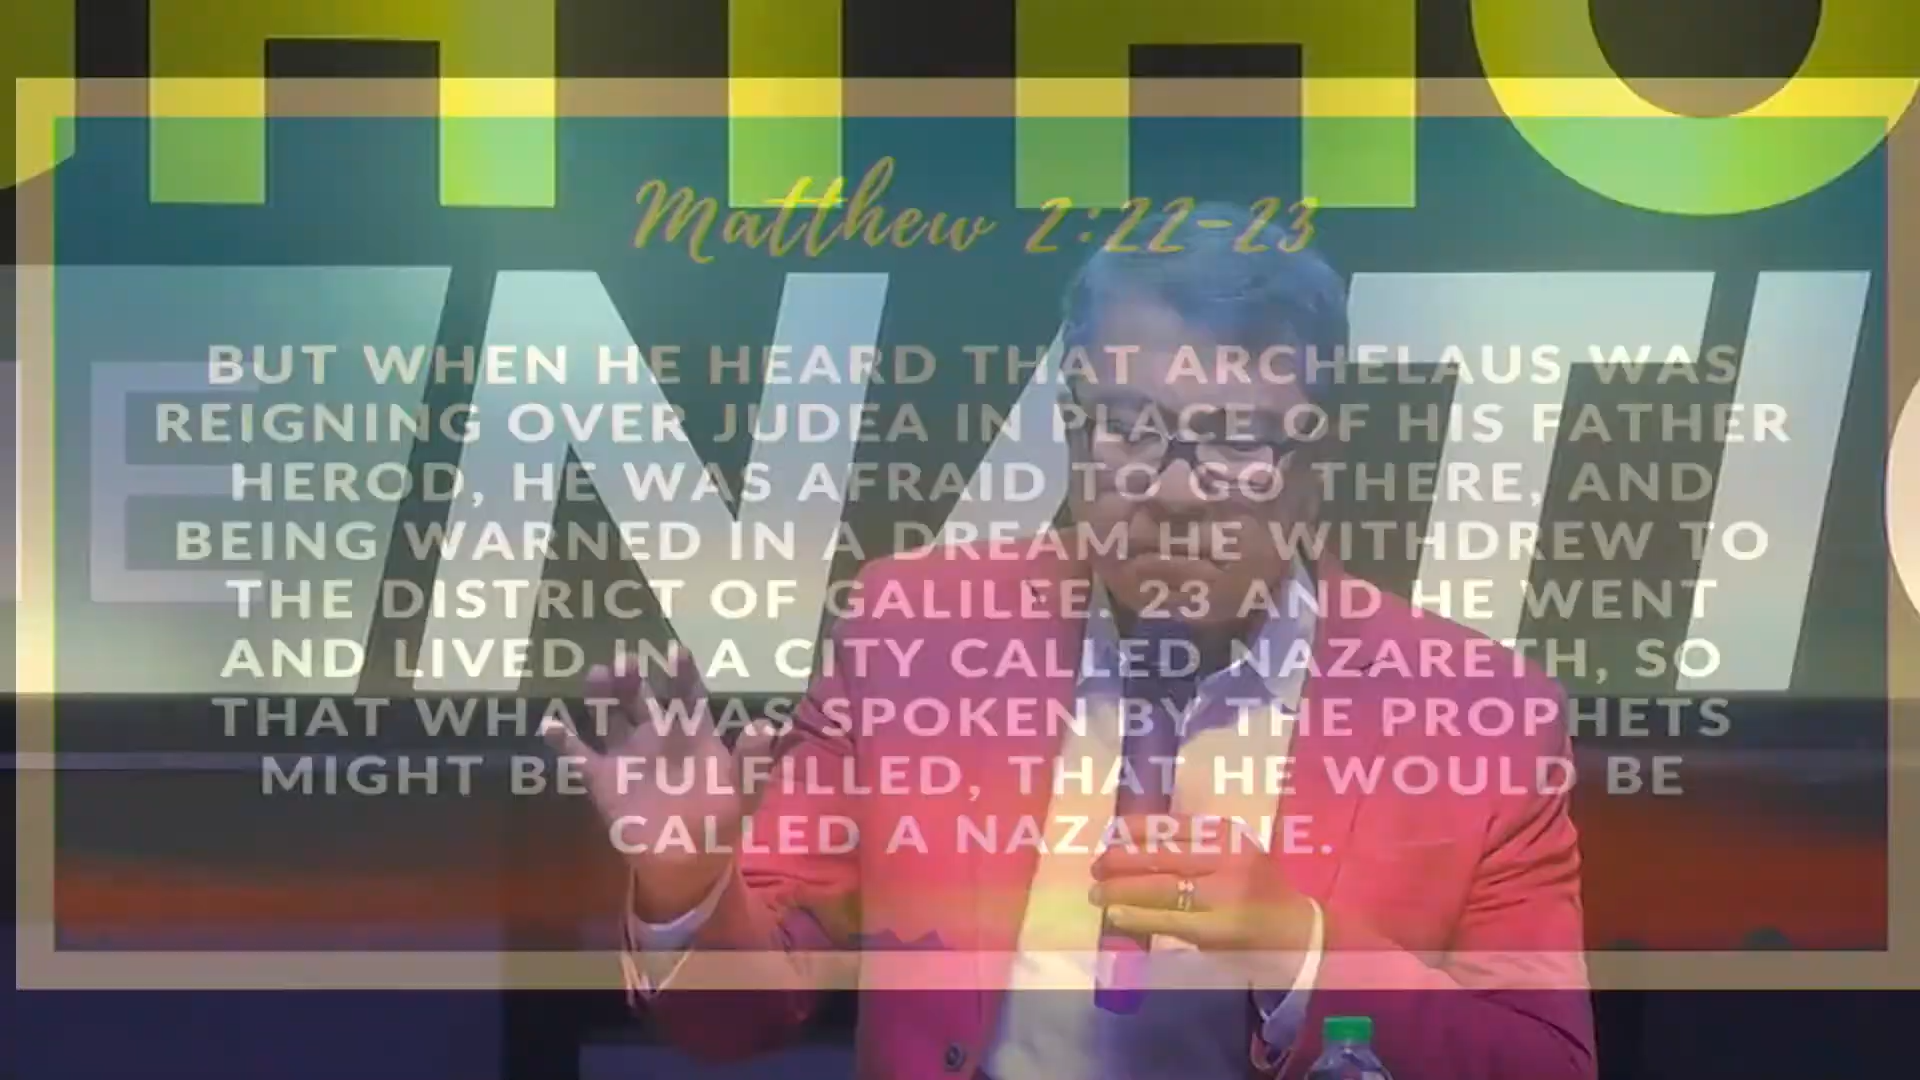 Matthew 2:22-23
BUT WHEN HE HEARD THAT ARCHELAUS WAS
REIGNING OVER JUDEA IN PLACE OF HIS FATHER
HEROD, HE WAS AFRAID TO GO THERE, AND
BEING WARNED IN A DREAM HE WITHDREW TO
THE DISTRICT OF GALILEE. 23 AND HE WENT
AND LIVED IN A CITY CALLED NAZARETH, SO
THAT WHAT WAS SPOKEN BY THE PROPHETS
MIGHT BE FULFILLED, THAT HE WOULD BE
CALLED A NAZARENE.